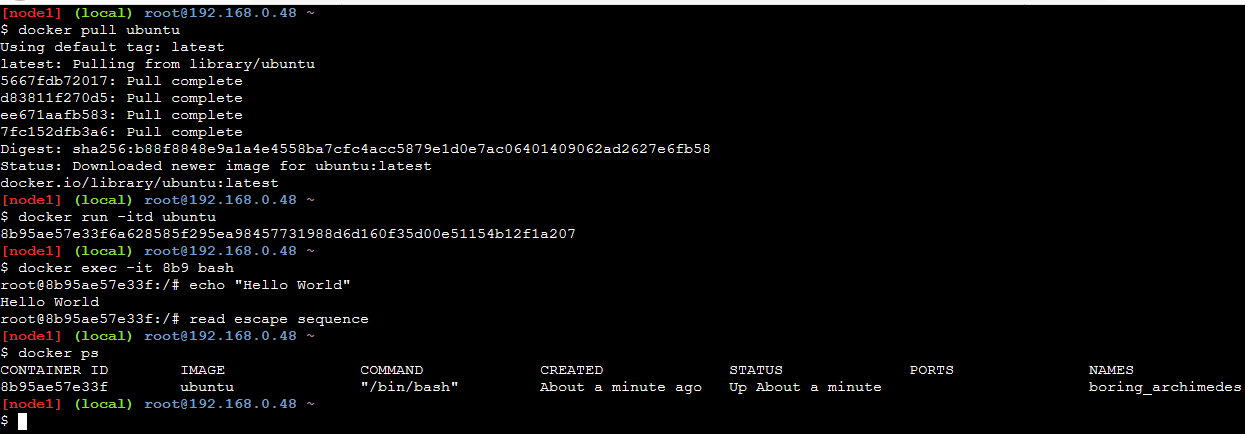 [node1] (local) root@192.168.0.48 ~
$ docker pull ubuntu
Using default tag: latest
latest: Pulling from library/ubuntu
5667fdb72017: Pull complete
d83811f270d5: Pull complete
ee671aafb583: Pull complete
7fc152dfb3a6: Pull complete
Digest: sha256:b88f8848e9a1a4e4558ba7cfc4acc5879e1d0e7ac06401409062ad2627e6fb58
Status: Downloaded newer image for ubuntu:latest
docker.io/library/ubuntu:latest
[node1] (local) root@192.168.0.48 ~
$ docker run -itd ubuntu
8b95ae57e33f6a628585f295ea98457731988d6d160f35d00e51154b12f1a207
[node1] (local) root@192.168.0.48 ~
$ docker exec -it 8b9 bash
root@8b95ae57e33f:/# echo "Hello World"
Hello World
root@8b95ae57e33f:/# read escape sequence
[node1] (local) root@192.168.0.48 ~
$ docker ps
CONTAINER ID        IMAGE               COMMAND             CREATED              STATUS              PORTS               NAMES
8b95ae57e33f        ubuntu              "/bin/bash"         About a minute ago   Up About a minute                       boring_archimedes
[node1] (local) root@192.168.0.48 ~
$